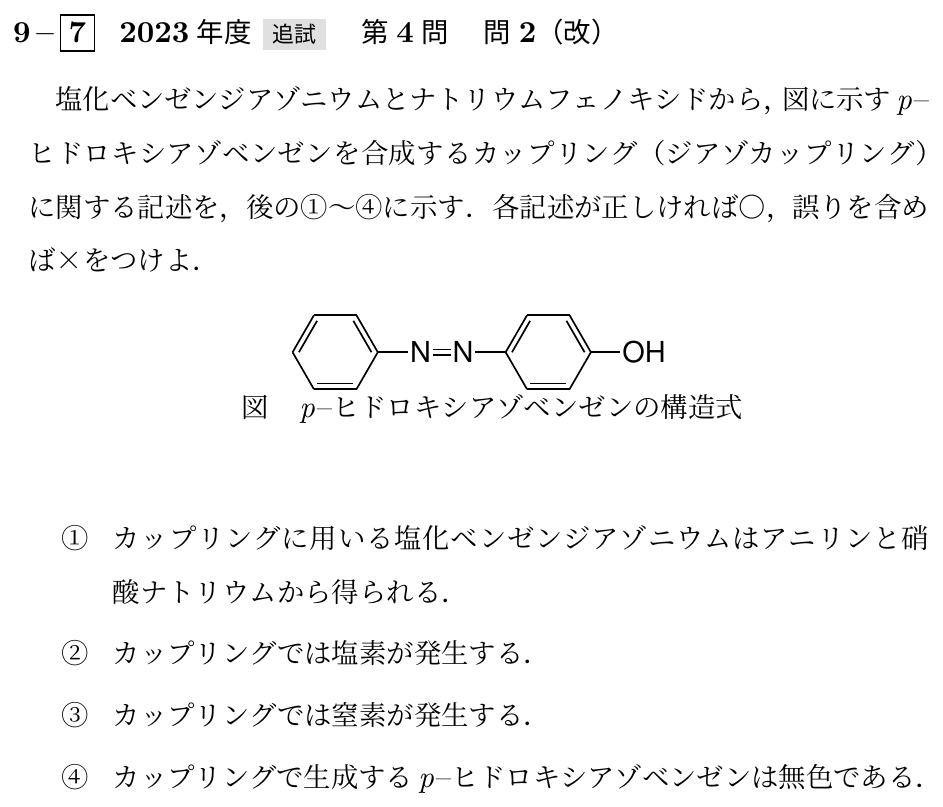 9–7 2023 年度 追試 第 4 問 問 2（改）
塩化ベンゼンジアゾニウムとナトリウムフェノキシドから, 図に示す p–
ヒドロキシアゾベンゼンを合成するカップリング（ジアゾカップリング）
に関する記述を，後の①～④に示す．各記述が正しければ○，誤りを含め
ば×をつけよ．
N=N OH
図 p–ヒドロキシアゾベンゼンの構造式
① カップリングに用いる塩化ベンゼンジアゾニウムはアニリンと硝
酸ナトリウムから得られる．
② カップリングでは塩素が発生する．
③ カップリングでは窒素が発生する．
④ カップリングで生成する p–ヒドロキシアゾベンゼンは無色である．